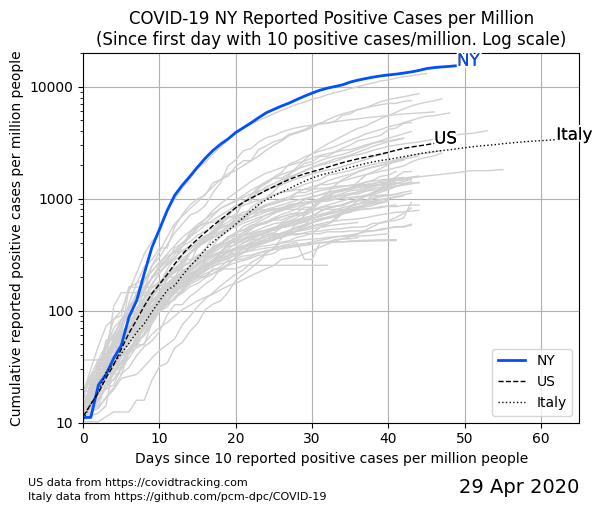 COVID-19 NY Reported Positive Cases per Million
(Since first day with 10 positive cases/million. Log scale)
Cumulative reported positive cases per million people
10000
1000
100
10
NY
US
Italy
NY
US
Italy
0
10
20
30
40
50
60
Days since 10 reported positive cases per million people
US data from https://covidtracking.com
Italy data from https://github.com/pcm-dpc/COVID-19
29 Apr 2020